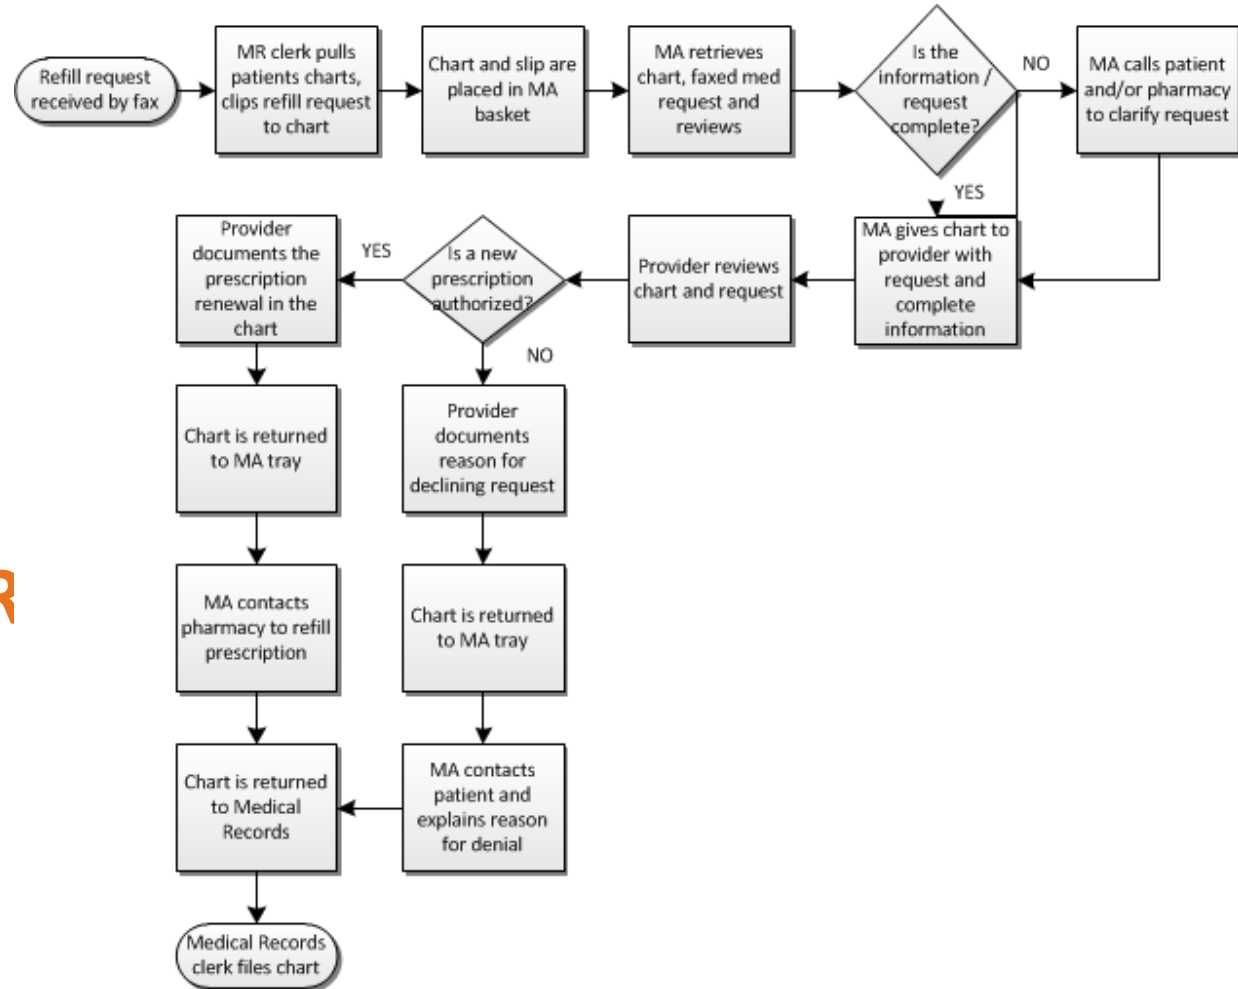 Refill request
received by fax
MR clerk pulls
patients charts,
clips refill request
to chart
Chart and slip are
placed in MA
basket
MA retrieves
chart, faxed med
request and
reviews
Is the
information /
request
complete?
NO
MA calls patient
and/or pharmacy
to clarify request
YES
MA gives chart to
provider with
request and
complete
information
Provider reviews
chart and request
Is a new
prescription
authorized?
YES
Provider
documents the
prescription
renewal in the
chart
NO
Chart is returned
to MA tray
Provider
documents
reason for
declining request
R
MA contacts
pharmacy to refill
prescription
Chart is returned
to MA tray
Chart is returned
to Medical
Records
MA contacts
patient and
explains reason
for denial
Medical Records
clerk files chart